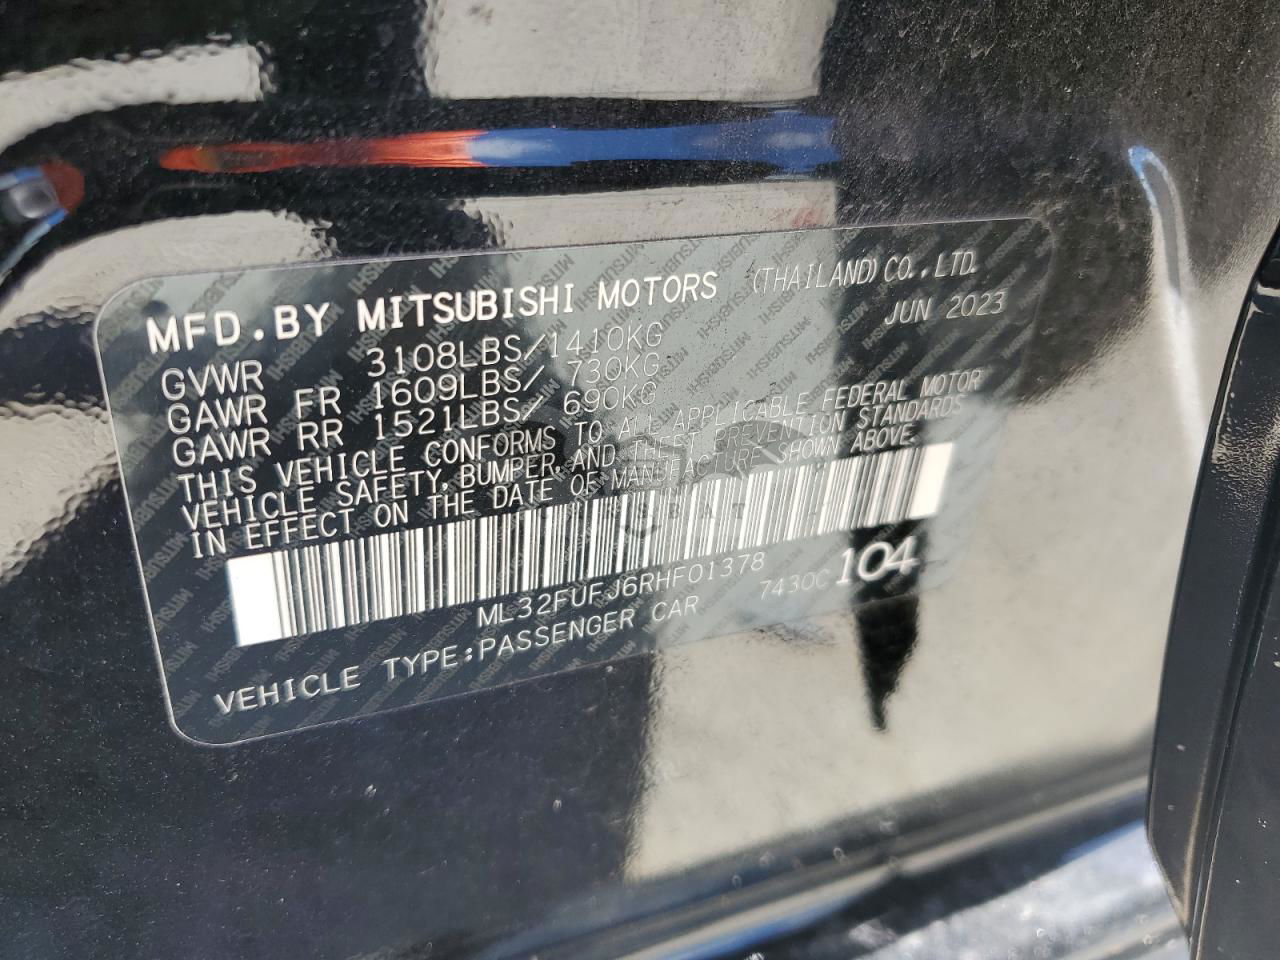 MFD.BY MITSUBISHI MOTORS (THAILAND) CO.,LTD.
JUN 2023
GVWR 3108LBS/1410KG
GAWR FR 1609LBS/ 730KG
GAWR RR 1521LBS/ 690KG
THIS VEHICLE CONFORMS TO ALL APPLICABLE FEDERAL MOTOR
VEHICLE SAFETY,BUMPER,AND THEFT PREVENTION STANDARDS
IN EFFECT ON THE DATE OF MANUFACTURE SHOWN ABOVE.
ML32FUFJ6RHF01378
7430C 104
VEHICLE TYPE:PASSENGER CAR